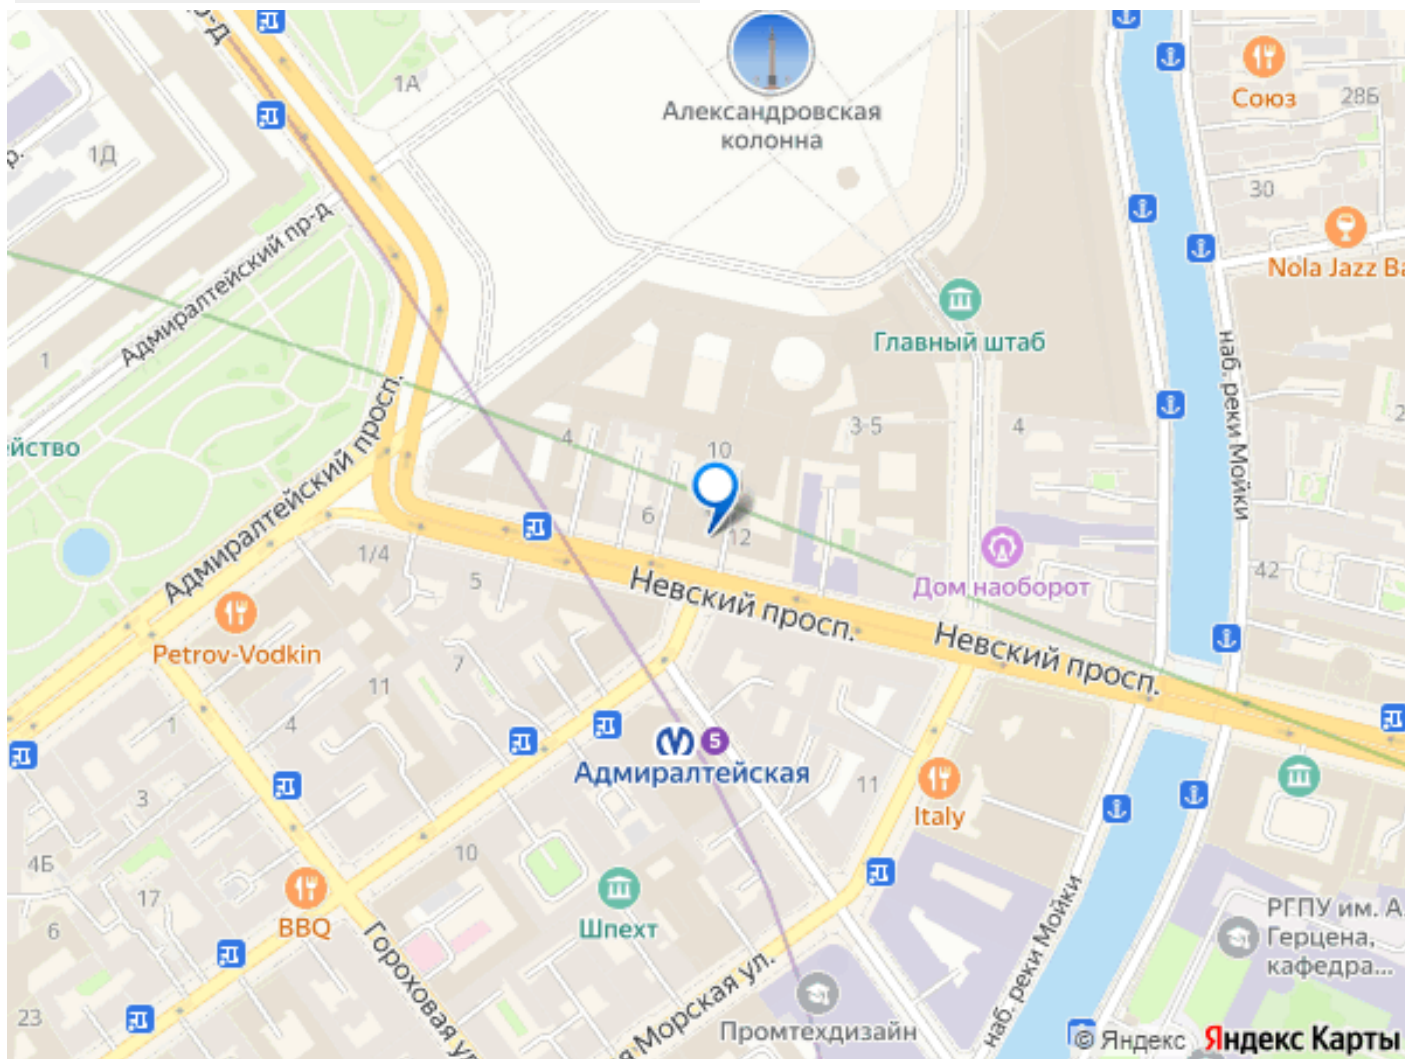 р-д
1А
Александровская
колонна
Союз
28Б
1Д
30
Адмиралтейский пр-д
Nola Jazz Ba
Главный штаб
наб. реки Мойки
1
4
3-5
4
2
10
ейство
Адмиралтейский просп.
6
12
1/4
5
Невский просп.
Дом наоборот
42
Petrov-Vodkin
Невский просп.
7
11
1
4
5
Адмиралтейская
11
3
Italy
4Б
10
17
BBQ
Шпехт
6
Гороховая ул
я Морская ул.
наб. реки Мойки
РГПУ им. А.
Герцена,
кафедра...
23
Промтехдизайн
© Яндекс Яндекс Карты